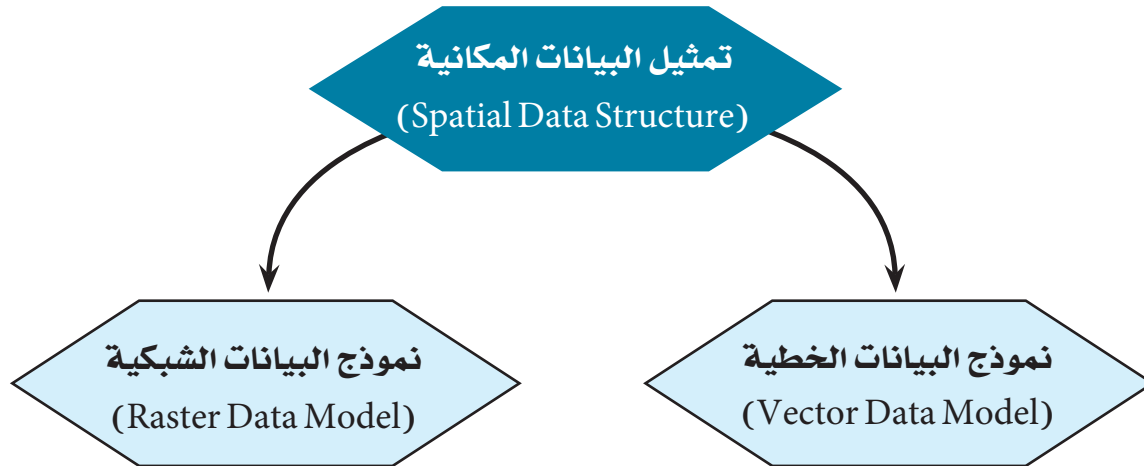 تمثيل البيانات المكانية
(Spatial Data Structure)
نموذج البيانات الخطية
(Vector Data Model)
نموذج البيانات الشبكية
(Raster Data Model)